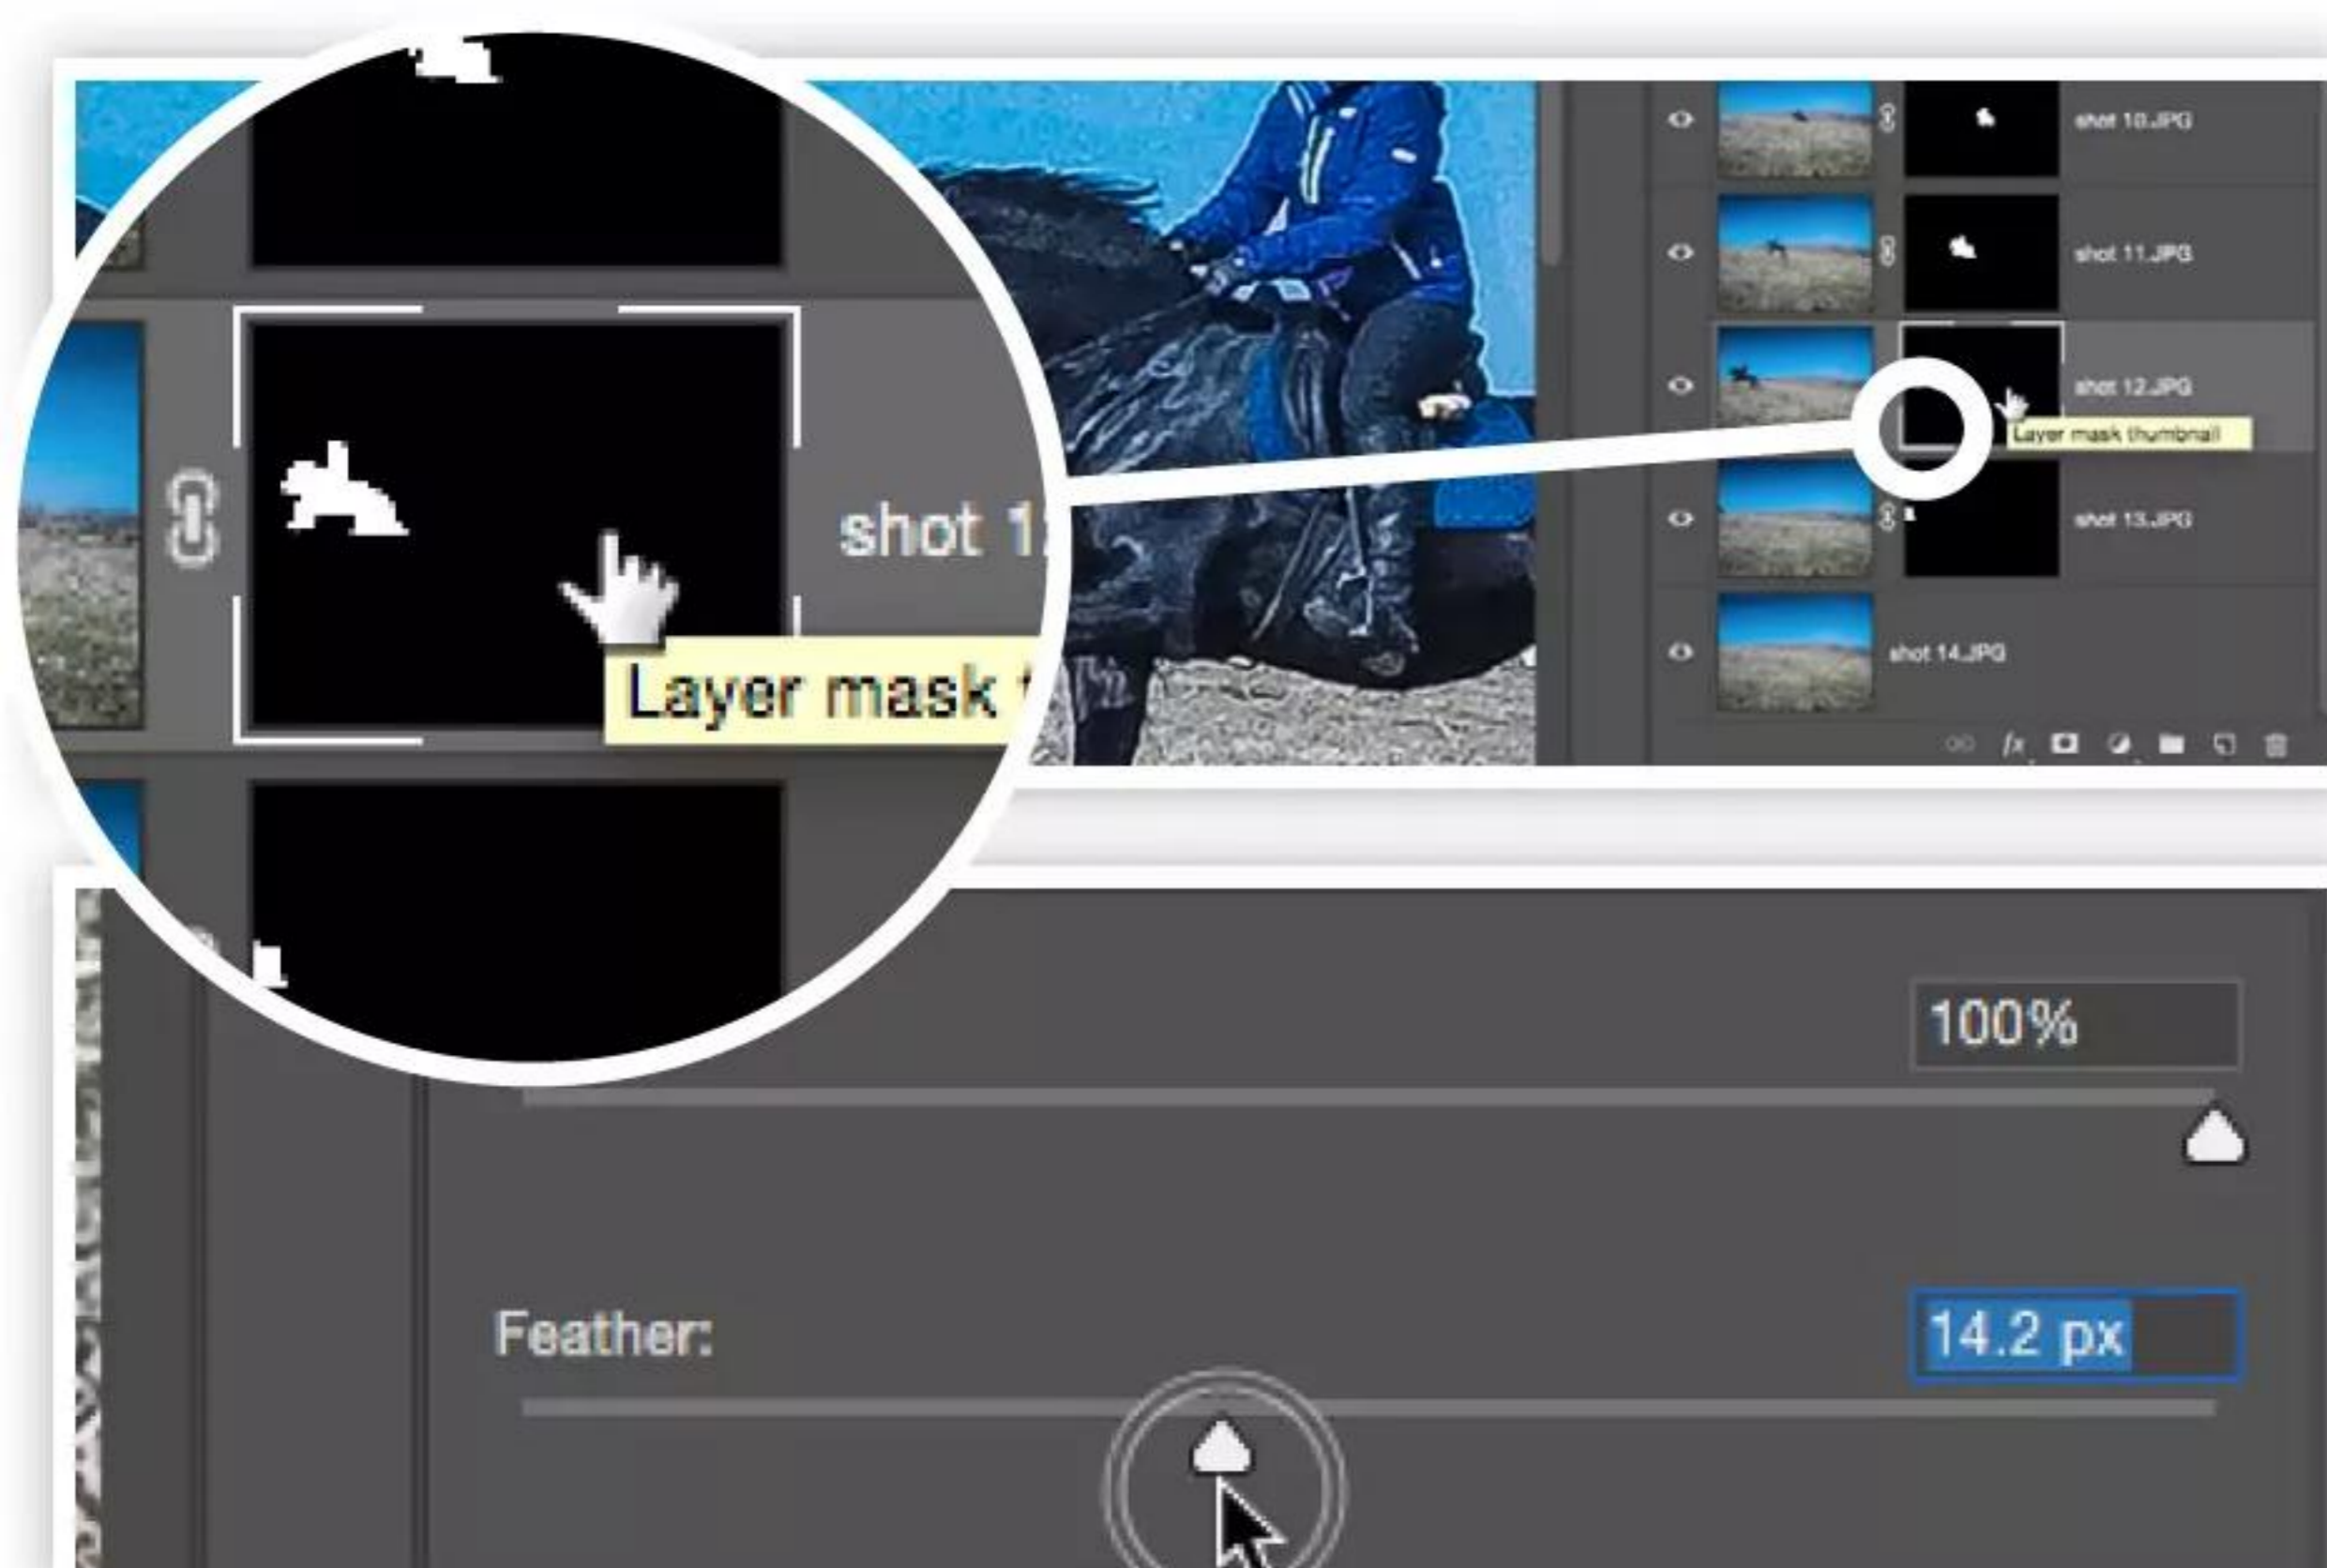 shot 10.JPG
shot 11.JPG
shot 12.JPG
Layer mask thumbnail
shot 13.JPG
shot 14.JPG
fx
shot 1
Layer mask
100%
Feather:
14.2 px